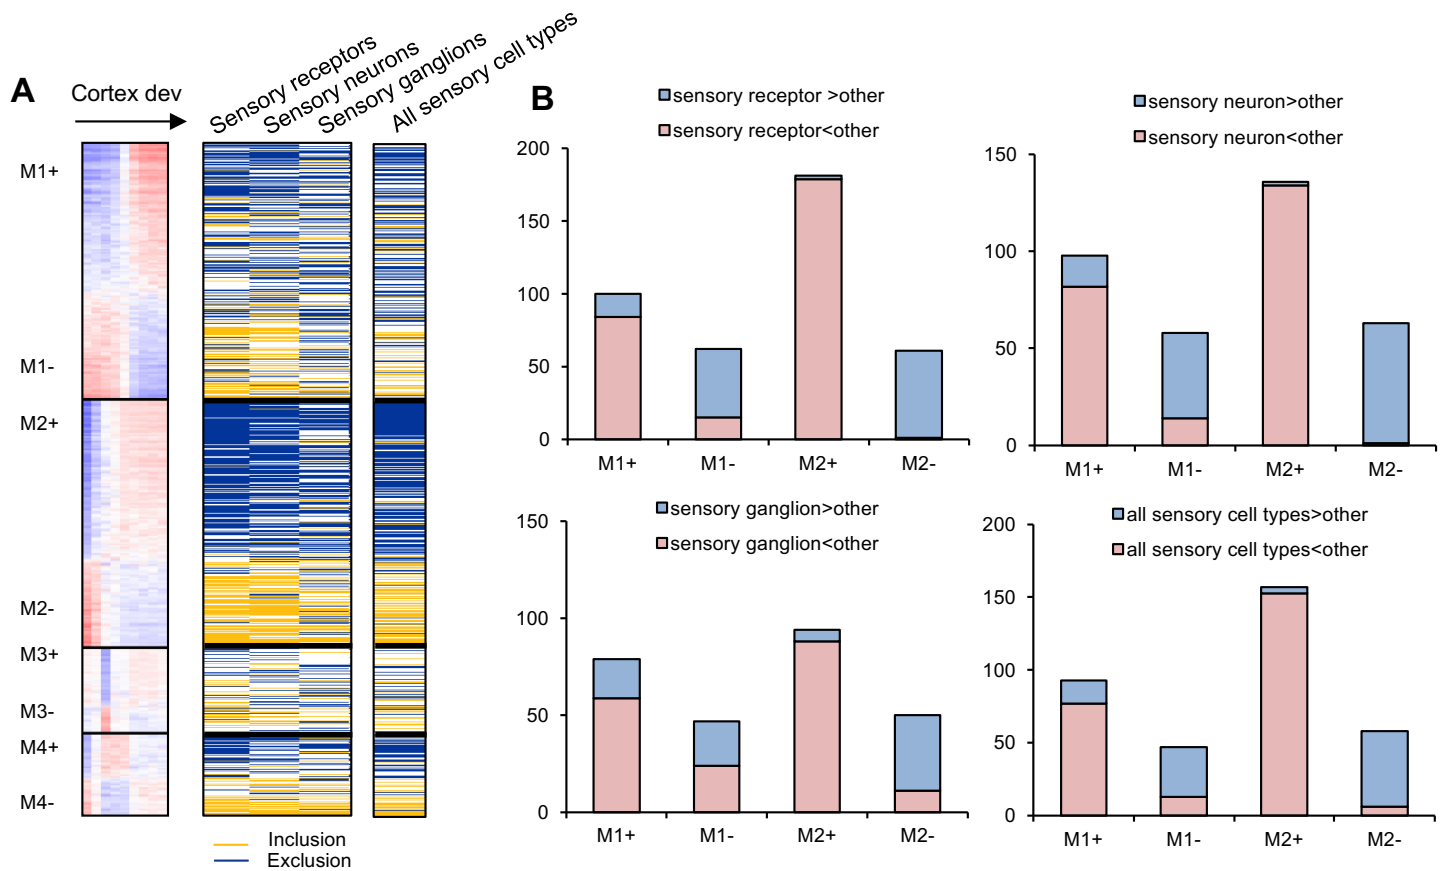 A
Cortex dev
Sensory receptors
Sensory neurons
Sensory ganglions
All sensory cell types
M1+
M1-
M2+
M2-
M3+
M3-
M4+
M4-
Inclusion
Exclusion
B
sensory receptor >other
sensory receptor<other
200
150
100
50
0
M1+ M1- M2+ M2-
sensory neuron>other
sensory neuron<other
150
100
50
0
M1+ M1- M2+ M2-
sensory ganglion>other
sensory ganglion<other
150
100
50
0
M1+ M1- M2+ M2-
all sensory cell types>other
all sensory cell types<other
200
150
100
50
0
M1+ M1- M2+ M2-